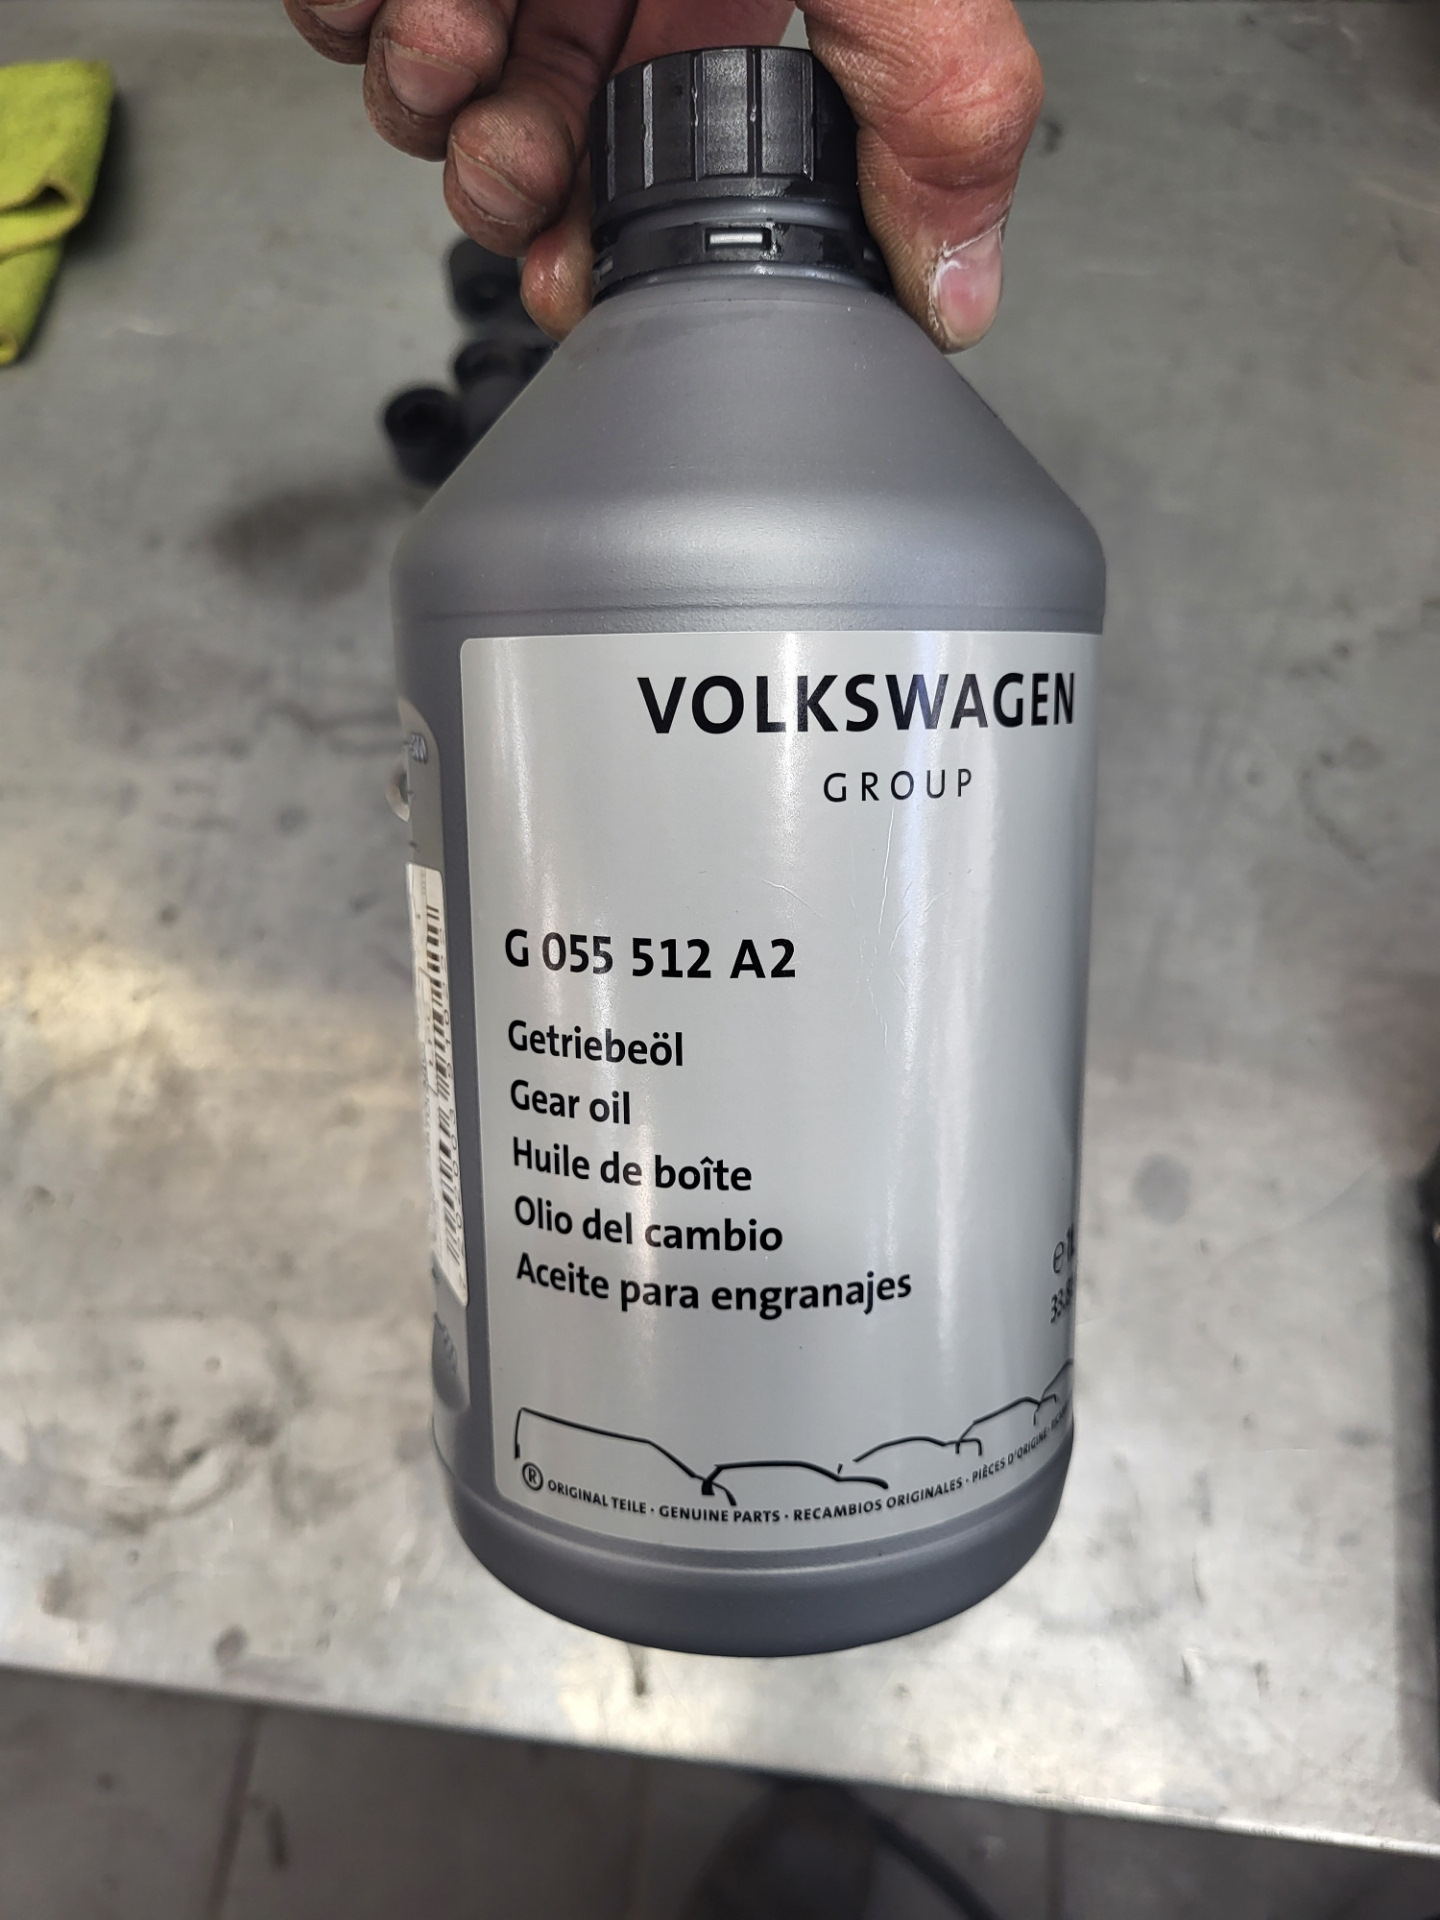 VOLKSWAGEN
GROUP
G 055 512 A2
Getriebeöl
Gear oil
Huile de boîte
Olio del cambio
Aceite para engranajes
® ORIGINAL TEILE · GENUINE PARTS · RECAMBIOS ORIGINALES · PIÈCES D'ORIGINE ·